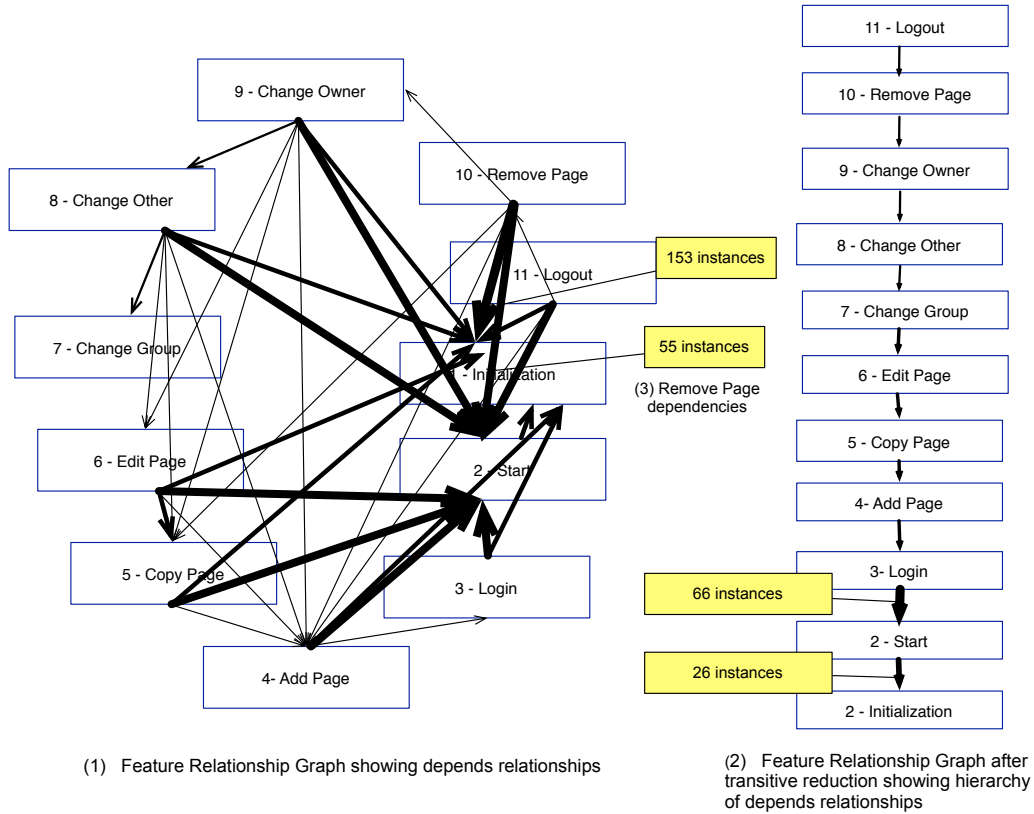 9 - Change Owner
8 - Change Other
10 - Remove Page
11 - Logout
153 instances
7 - Change Group
1 - Initialization
55 instances
(3) Remove Page
dependencies
6 - Edit Page
2 - Start
5 - Copy Page
3 - Login
4- Add Page
(1) Feature Relationship Graph showing depends relationships
11 - Logout
10 - Remove Page
9 - Change Owner
8 - Change Other
7 - Change Group
6 - Edit Page
5 - Copy Page
4- Add Page
3- Login
66 instances
2 - Start
26 instances
2 - Initialization
(2) Feature Relationship Graph after
transitive reduction showing hierarchy
of depends relationships